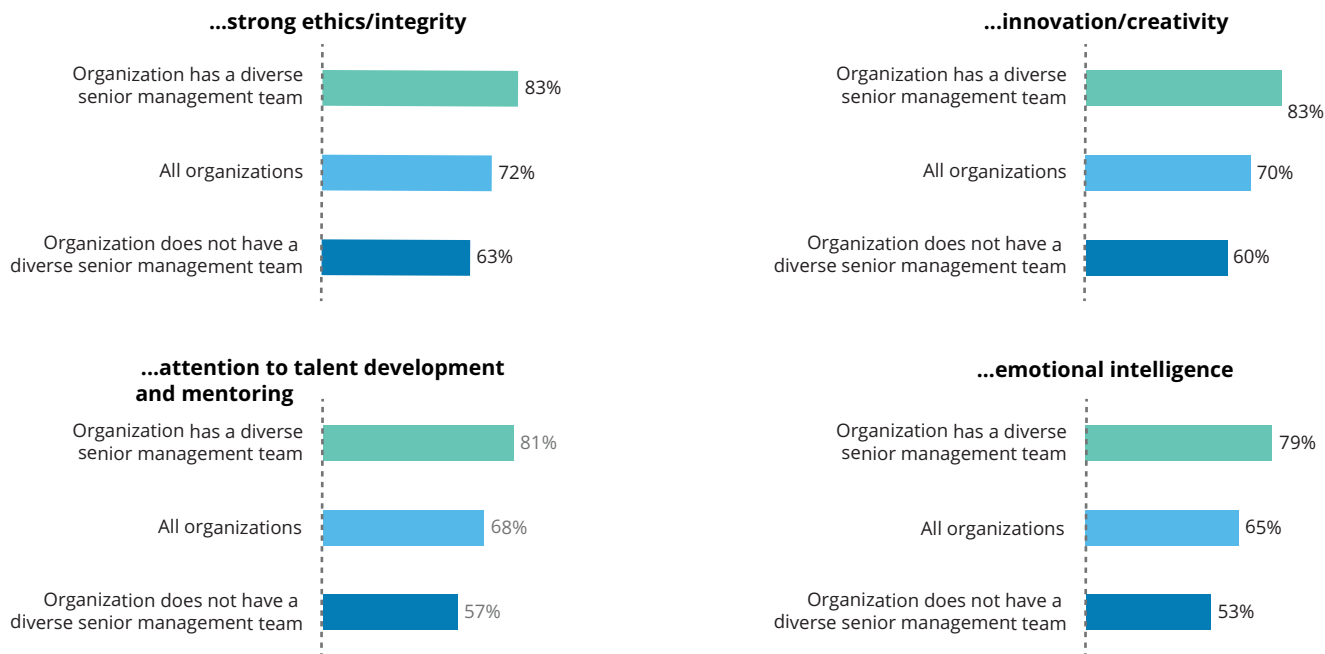 ...strong ethics/integrity
Organization has a diverse
senior management team
83%
All organizations
72%
Organization does not have a
diverse senior management team
63%
...innovation/creativity
Organization has a diverse
senior management team
83%
All organizations
70%
Organization does not have a
diverse senior management team
60%
...attention to talent development
and mentoring
Organization has a diverse
senior management team
81%
All organizations
68%
Organization does not have a
diverse senior management team
57%
...emotional intelligence
Organization has a diverse
senior management team
79%
All organizations
65%
Organization does not have a
diverse senior management team
53%